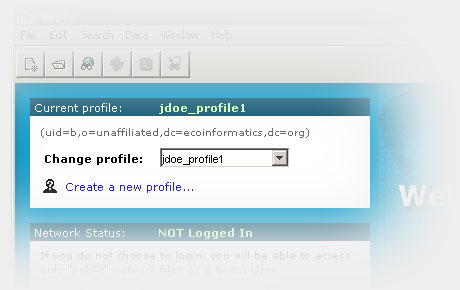 Morpho
File Edit Search Data Window Help
Current profile: jdoe_profile1
(uid=b,o=unaffiliated,dc=ecoinformatics,dc=org)
Change profile: jdoe_profile1
Create a new profile...
We
Network Status: NOT Logged In
If you do not choose to login, you will be able to access
only "public" network files as a Guest User